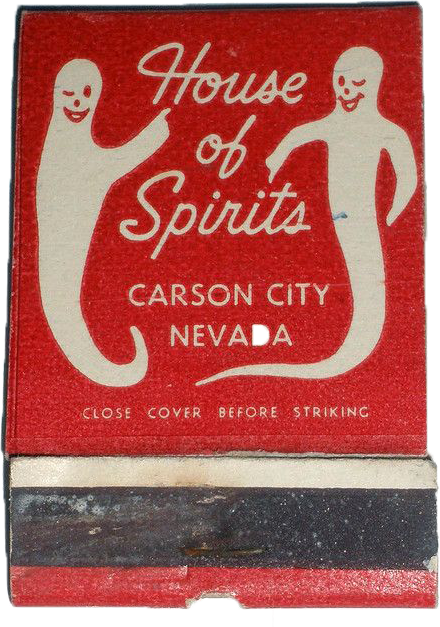 House
of
Spirits
CARSON CITY
NEVADA
CLOSE COVER BEFORE STRIKING